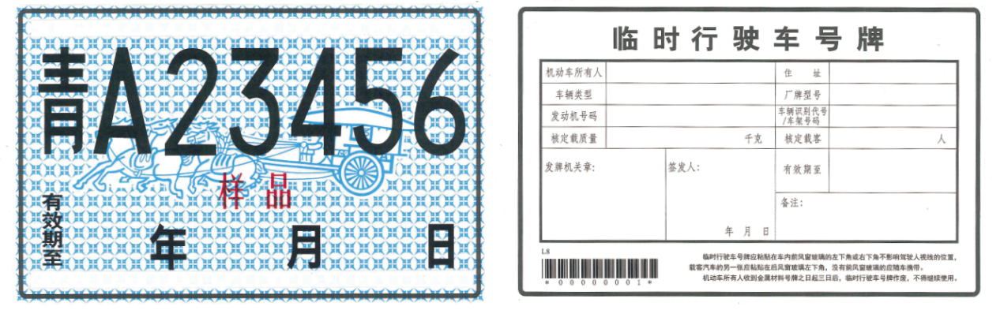 青A23456
样品
有效期至
年 月 日
临时行驶车号牌
机动车所有人 住 址
车辆类型 厂牌型号
发动机号码 车辆识别代号/车架号码
核定载质量 千克 核定载客 人
发牌机关章: 签发人: 有效期至
备注:
年 月 日
L8
*000000001*
临时行驶车号牌应粘贴在车内前风窗玻璃的左下角或右下角不影响驾驶人视线的位置,
载客汽车的另一张应粘贴在后风窗玻璃左下角,没有前风窗玻璃的应随车携带。
机动车所有人收到金属材料号牌之日起三日后,临时行驶车号牌作废,不得继续使用。